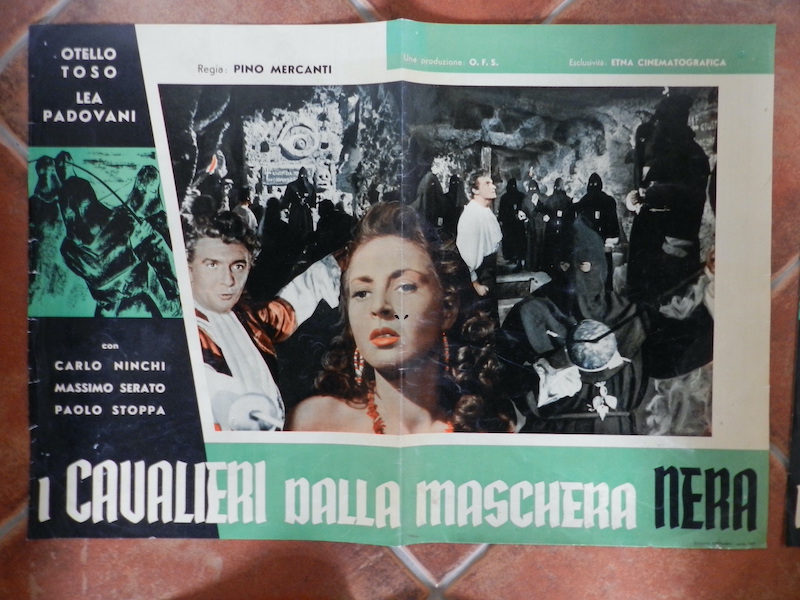 OTELLO
TOSO
LEA
PADOVANI
Regia: PINO MERCANTI
Una produzione: O. F. S.
Esclusività: ETNA CINEMATOGRAFICA
con
CARLO NINCHI
MASSIMO SERATO
PAOLO STOPPA
I CAVALIERI DALLA MASCHERA NERA